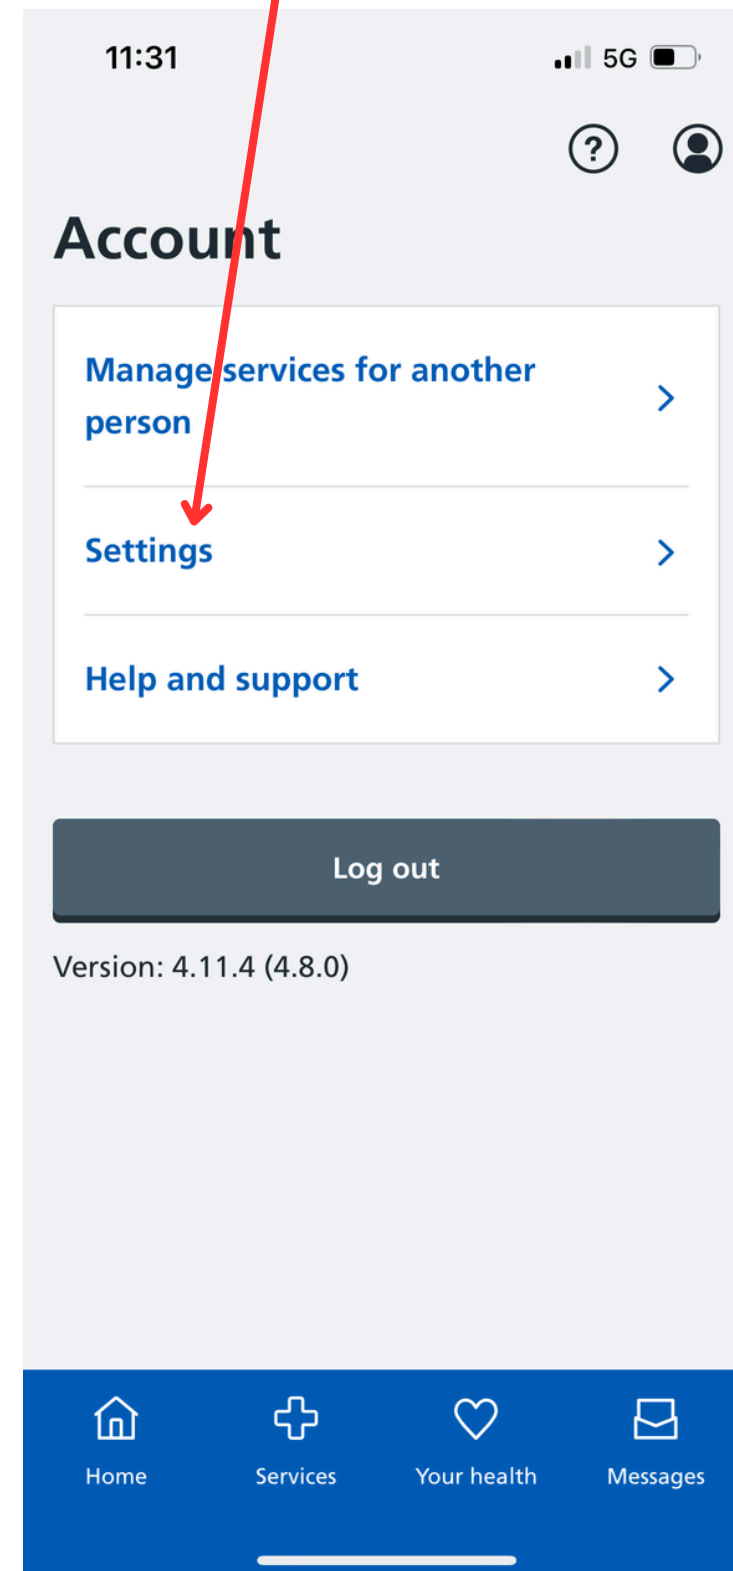 11:31
5G
?
Account
Manage services for another
person
Settings
Help and support
Log out
Version: 4.11.4 (4.8.0)
Home
Services
Your health
Messages